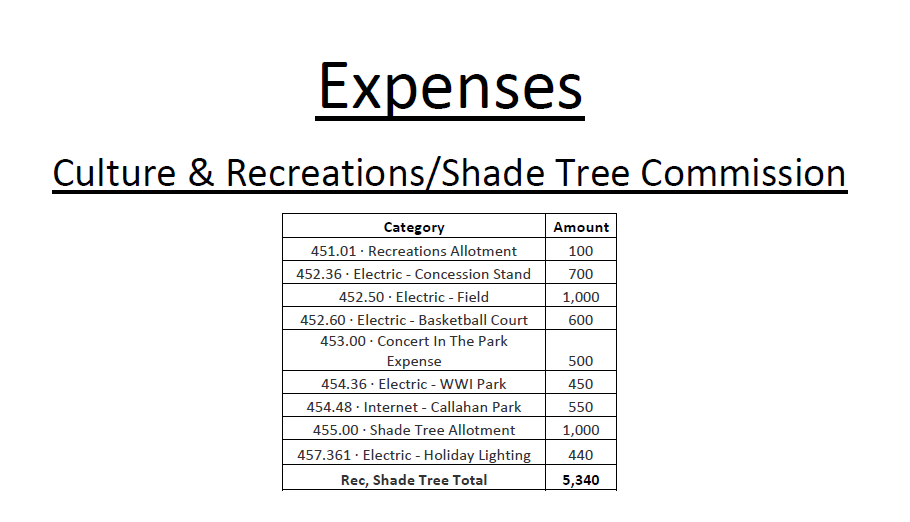 Expenses
Culture & Recreations/Shade Tree Commission
Category Amount
451.01 · Recreations Allotment 100
452.36 · Electric - Concession Stand 700
452.50 · Electric - Field 1,000
452.60 · Electric - Basketball Court 600
453.00 · Concert In The Park
Expense 500
454.36 · Electric - WWI Park 450
454.48 · Internet - Callahan Park 550
455.00 · Shade Tree Allotment 1,000
457.361 · Electric - Holiday Lighting 440
Rec, Shade Tree Total 5,340